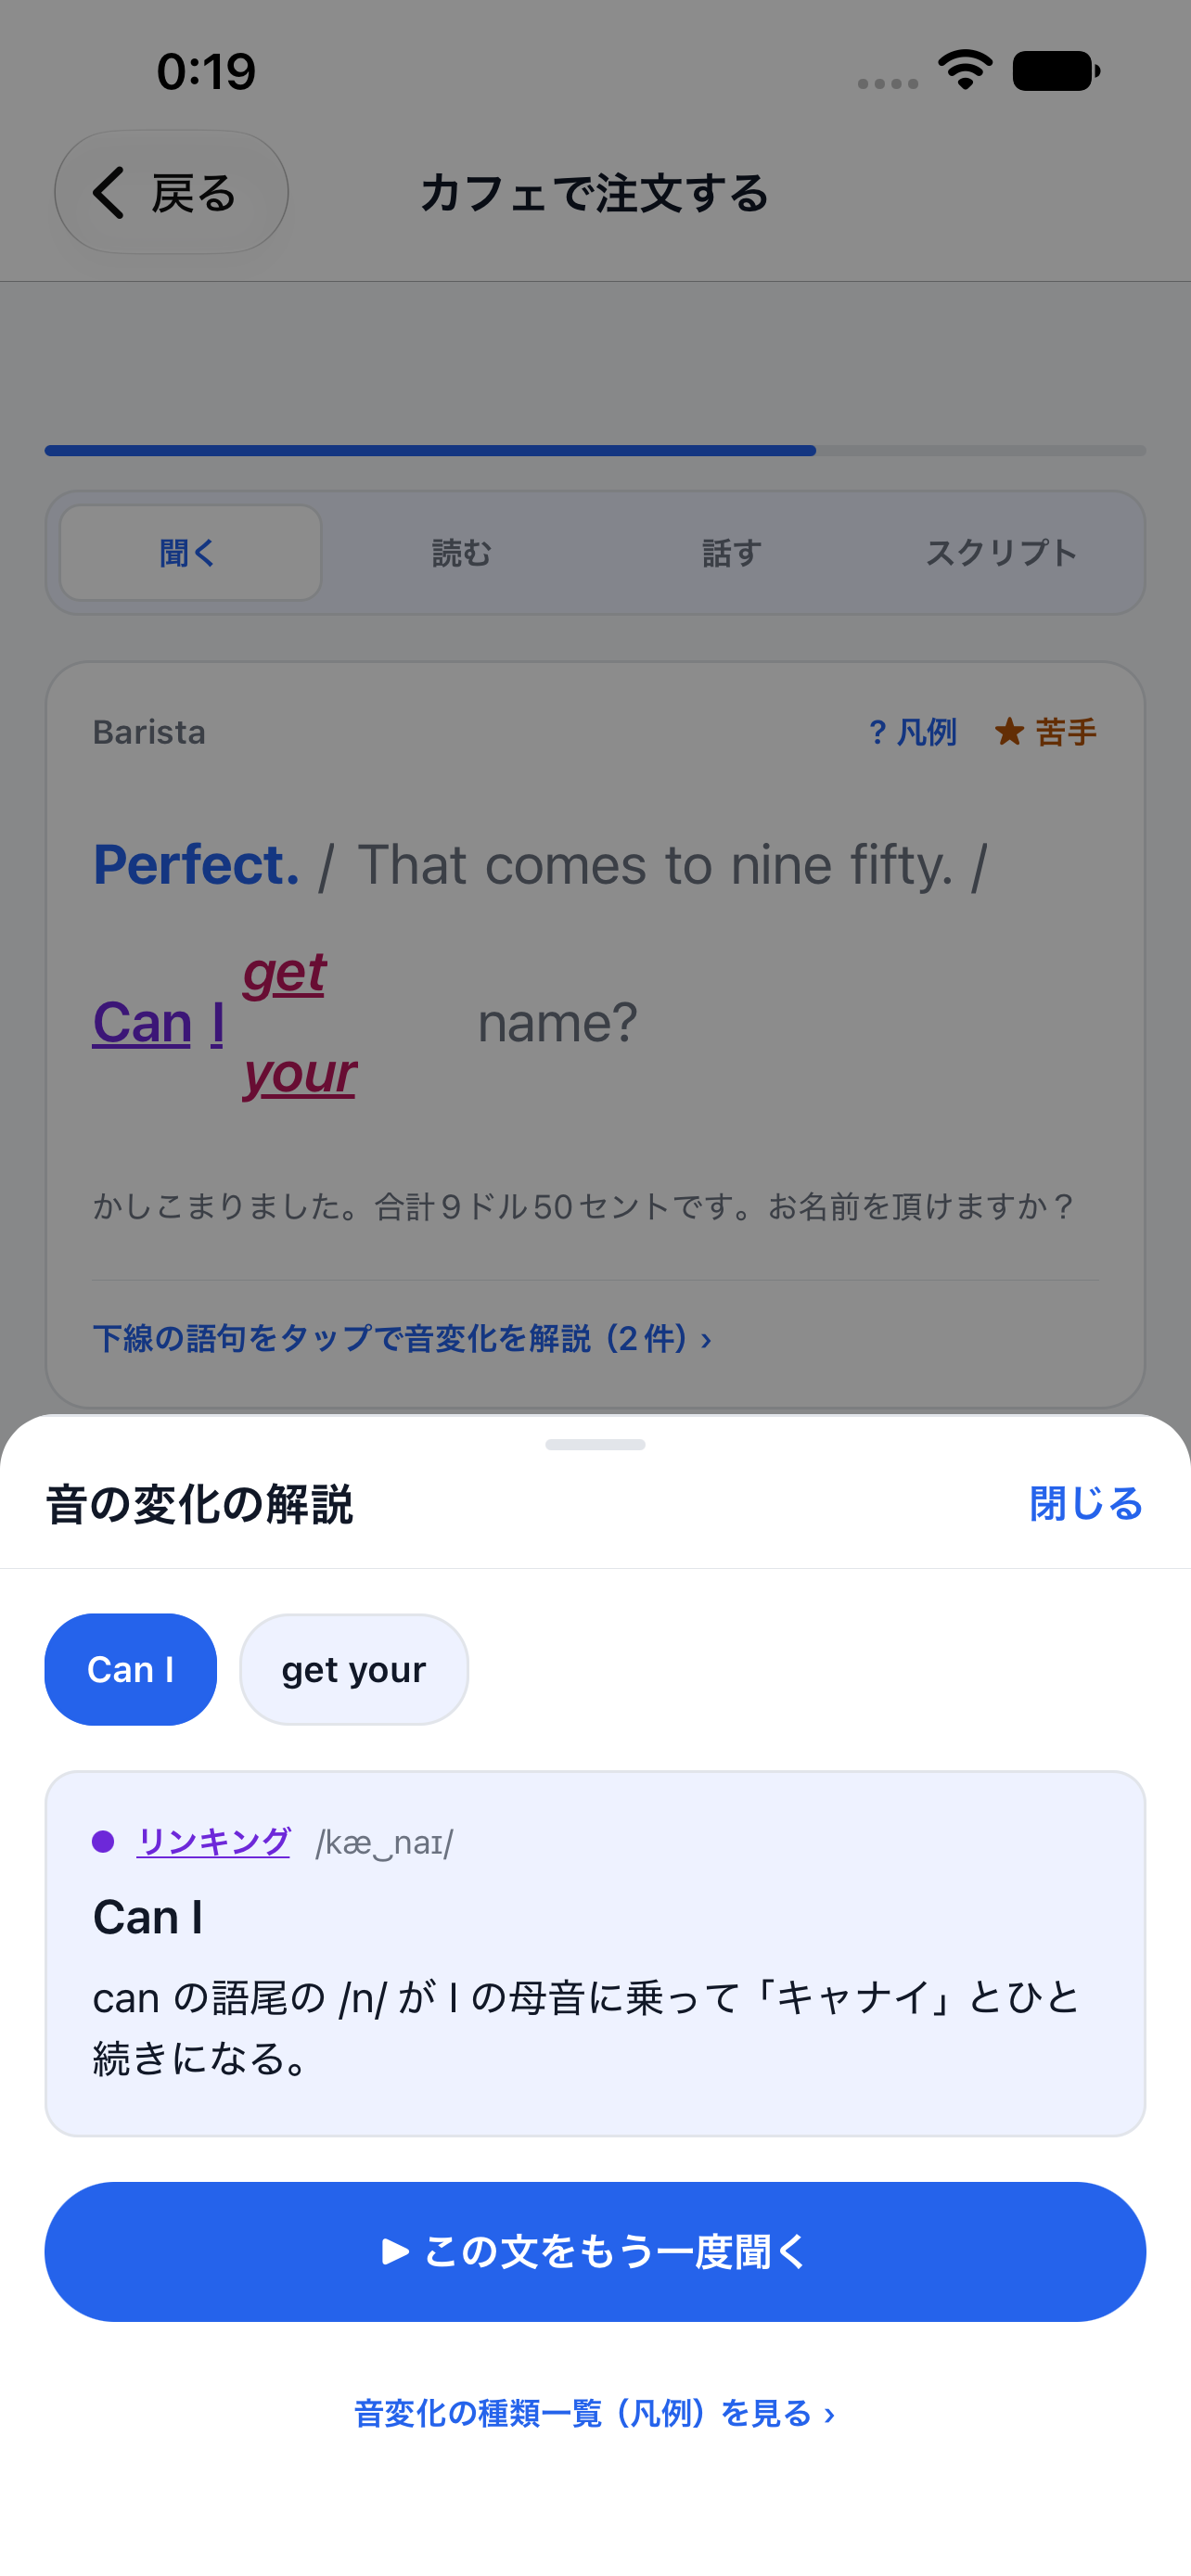 0:19
戻る
カフェで注文する
聞く 読む 話す スクリプト
Barista ? 凡例 ★ 苦手
Perfect. / That comes to nine fifty. /
Can I get your name?
かしこまりました。合計9ドル50セントです。お名前を頂けますか？
下線の語句をタップで音変化を解説（2件）›
音の変化の解説 閉じる
Can I get your
リンキング /kæ‿naɪ/
Can I
can の語尾の /n/ が I の母音に乗って「キャナイ」とひと
続きになる。
▶ この文をもう一度聞く
音変化の種類一覧（凡例）を見る ›